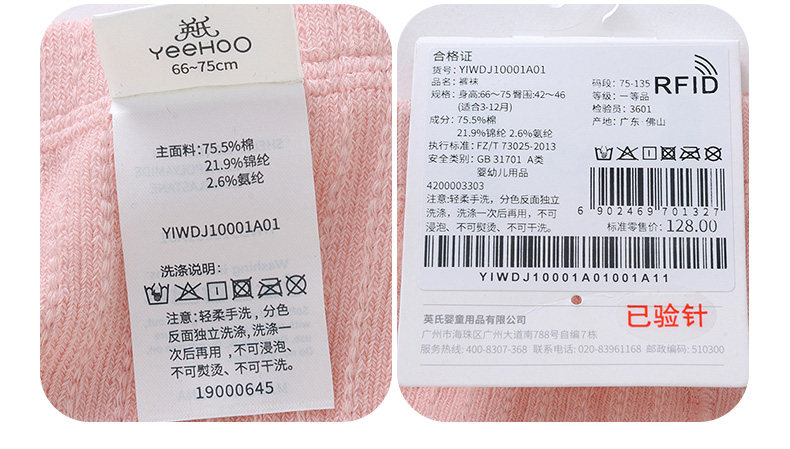 英氏
YeeHOO
66~75cm
主面料:75.5%棉
21.9%锦纶
2.6%氨纶
YIWDJ10001A01
洗涤说明:
注意:轻柔手洗,分色
反面独立洗涤,洗涤一
次后再用,不可浸泡、
不可熨烫、不可干洗。
19000645
合格证
货号: YIWDJ10001A01
品名: 裤袜
规格: 身高:66~75 臀围:42~46
(适合3-12月)
成分: 75.5%棉
21.9%锦纶 2.6%氨纶
执行标准: FZ/T 73025-2013
安全类别: GB 31701 A类
婴幼儿用品
4200003303
注意:轻柔手洗,分色反面独立
洗涤,洗涤一次后再用,不可
浸泡、不可熨烫、不可干洗。
码段: 75-135
等级: 一等品
检验员: 3601
产地: 广东·佛山
RFID
6 902469 701327
标准零售价: 128.00
YIWDJ10001A01001A11
英氏婴童用品有限公司
广州市海珠区广州大道南788号自编7栋
服务热线: 400-8307-368 联系电话: 020-83961168 邮政编码: 510300
已验针